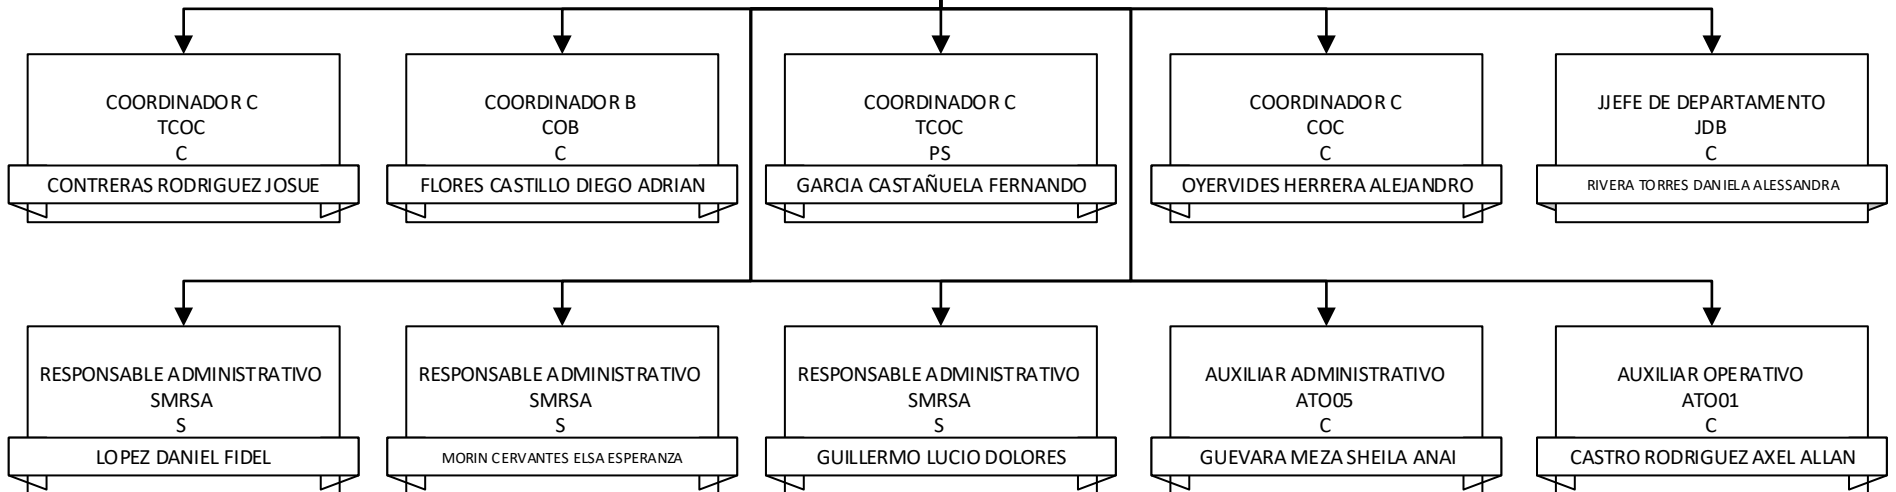 COORDINADOR C
TCOC
C
CONTRERAS RODRIGUEZ JOSUE
COORDINADOR B
COB
C
FLORES CASTILLO DIEGO ADRIAN
COORDINADOR C
TCOC
PS
GARCIA CASTAÑUELA FERNANDO
COORDINADOR C
COC
C
OYERVIDES HERRERA ALEJANDRO
JJEFE DE DEPARTAMENTO
JDB
C
RIVERA TORRES DANIELA ALESSANDRA
RESPONSABLE ADMINISTRATIVO
SMRSA
S
LOPEZ DANIEL FIDEL
RESPONSABLE ADMINISTRATIVO
SMRSA
S
MORIN CERVANTES ELSA ESPERANZA
RESPONSABLE ADMINISTRATIVO
SMRSA
S
GUILLERMO LUCIO DOLORES
AUXILIAR ADMINISTRATIVO
ATO05
C
GUEVARA MEZA SHEILA ANAI
AUXILIAR OPERATIVO
ATO01
C
CASTRO RODRIGUEZ AXEL ALLAN